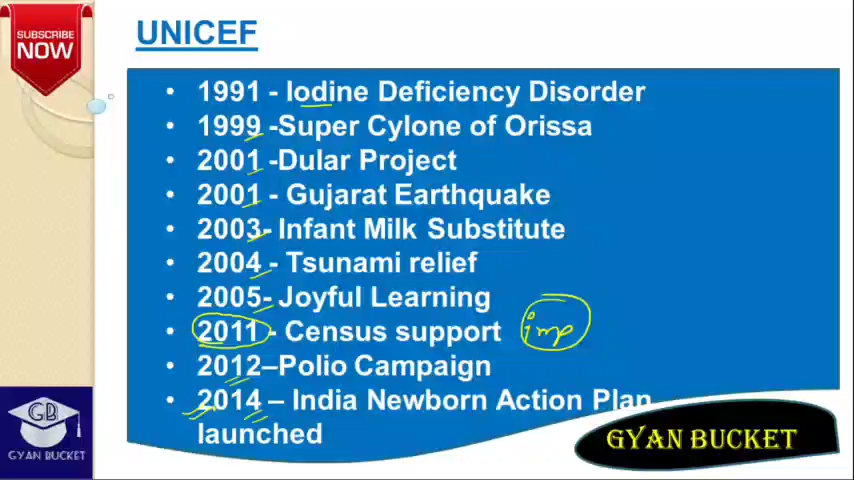 SUBSCRIBE
NOW
UNICEF
• 1991 - Iodine Deficiency Disorder
• 1999 -Super Cylone of Orissa
• 2001 -Dular Project
• 2001 - Gujarat Earthquake
• 2003- Infant Milk Substitute
• 2004 - Tsunami relief
• 2005- Joyful Learning
• 2011 - Census support imp
• 2012–Polio Campaign
• 2014 – India Newborn Action Plan
launched
GB
GYAN BUCKET
GYAN BUCKET